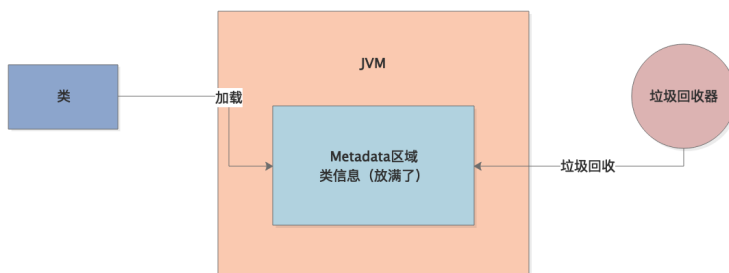 JVM
类
加载
垃圾回收器
Metadata区域
类信息（放满了）
垃圾回收